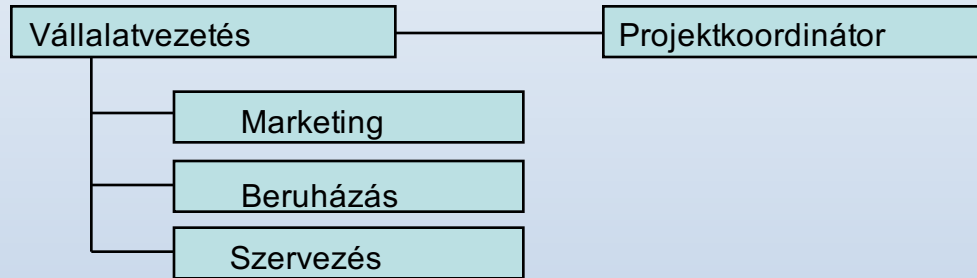 Vállalatvezetés
Projektkoordinátor
Marketing
Beruházás
Szervezés